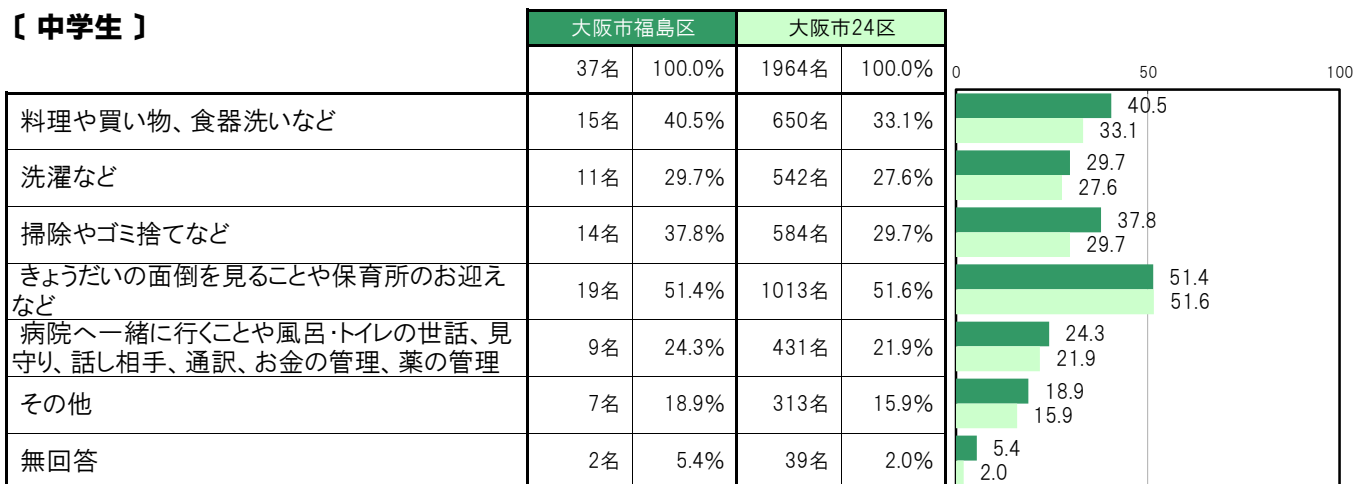 〔 中学生 〕
大阪市福島区 大阪市24区
37名 100.0% 1964名 100.0%
0 50 100
料理や買い物、食器洗いなど 15名 40.5% 650名 33.1%
40.5
33.1
洗濯など 11名 29.7% 542名 27.6%
29.7
27.6
掃除やゴミ捨てなど 14名 37.8% 584名 29.7%
37.8
29.7
きょうだいの面倒を見ることや保育所のお迎え
など
19名 51.4% 1013名 51.6%
51.4
51.6
病院へ一緒に行くことや風呂・トイレの世話、見
守り、話し相手、通訳、お金の管理、薬の管理
9名 24.3% 431名 21.9%
24.3
21.9
その他 7名 18.9% 313名 15.9%
18.9
15.9
無回答 2名 5.4% 39名 2.0%
5.4
2.0